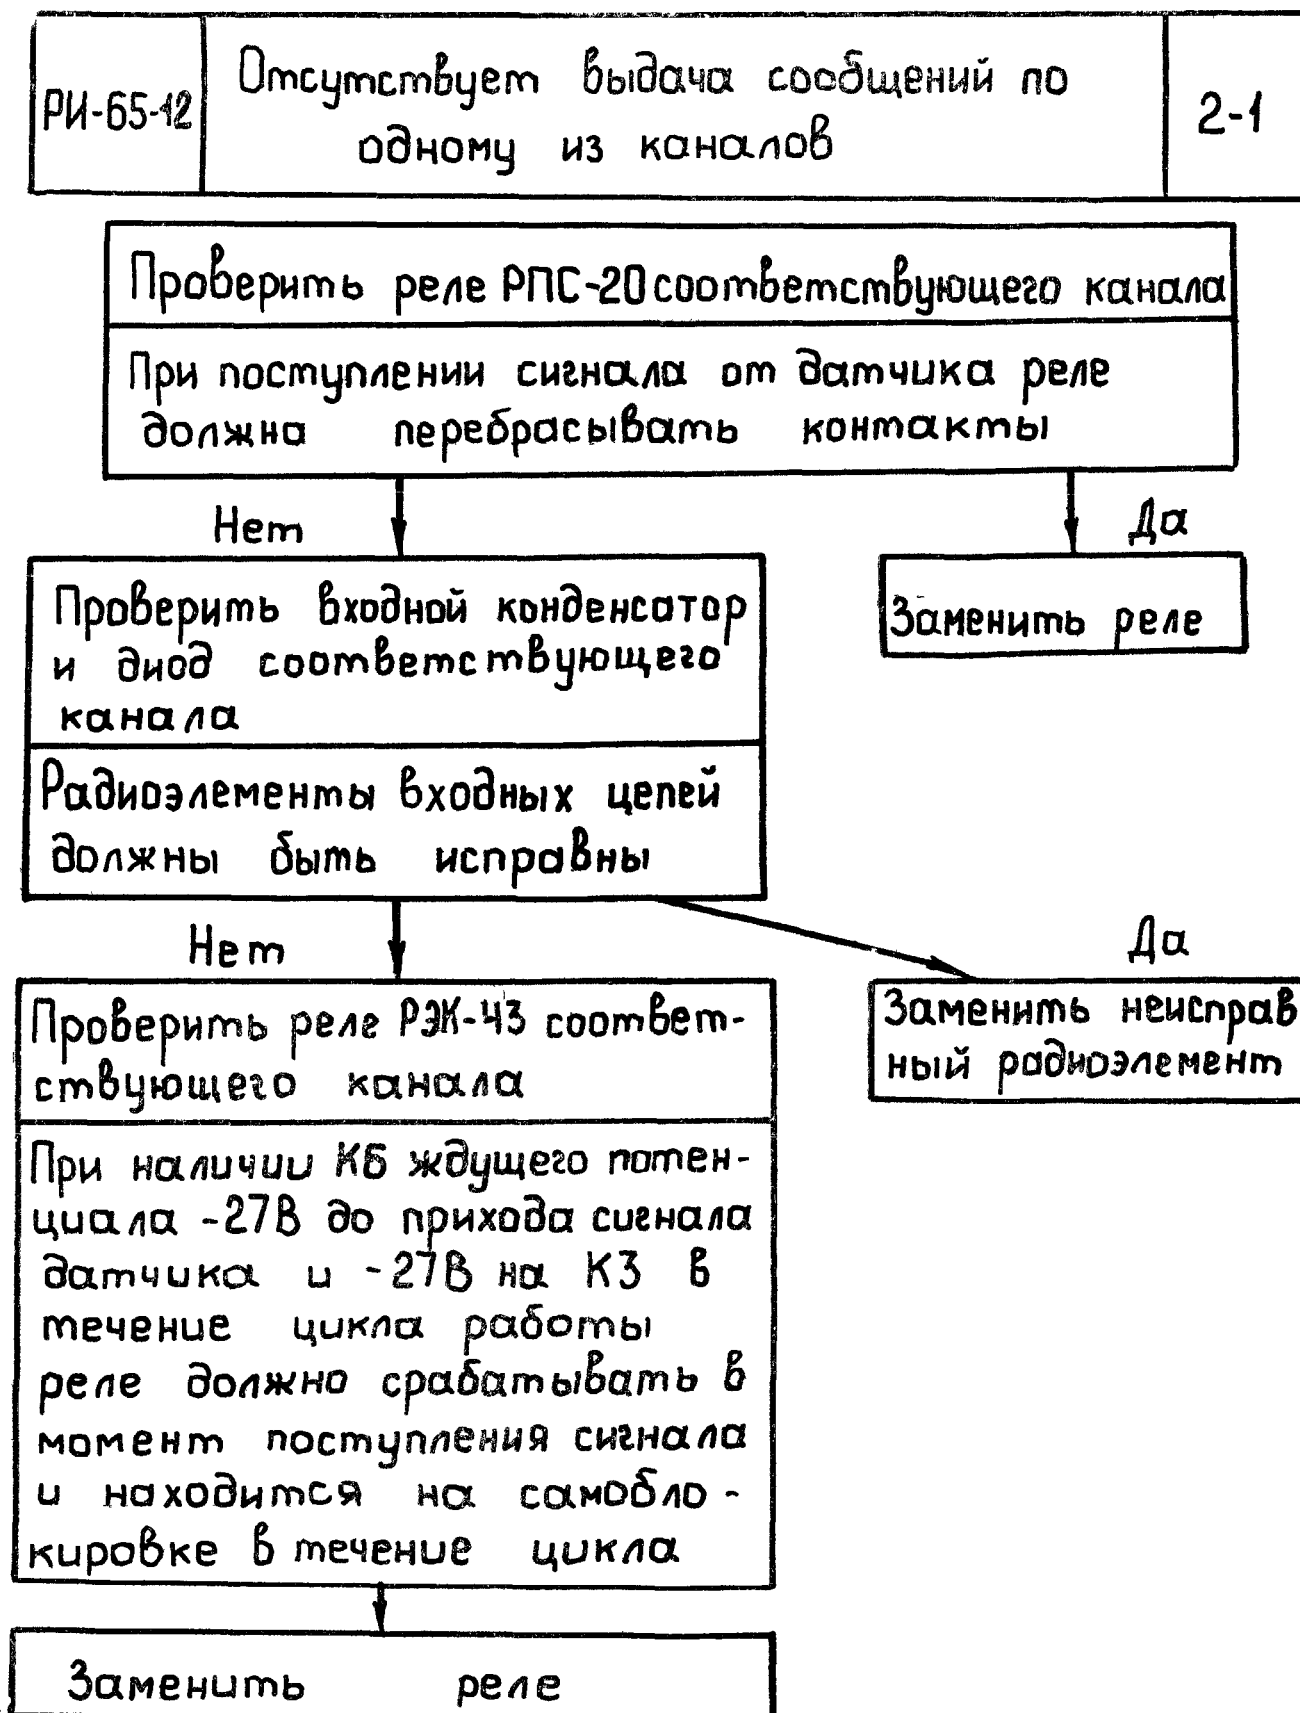 РИ-65-12
Отсутствует выдача сообщений по
одному из каналов
2-1
Проверить реле РПС-20 соответствующего канала
При поступлении сигнала от датчика реле
должна перебрасывать контакты
Нет
Да
Проверить входной конденсатор
и диод соответствующего
канала
Заменить реле
Радиоэлементы входных цепей
должны быть исправны
Нет
Да
Проверить реле РЭК-43 соответ-
ствующего канала
Заменить неисправ
ный радиоэлемент
При наличии КБ ждущего потен-
циала -27В до прихода сигнала
датчика и -27В на К3 в
течение цикла работы
реле должно срабатывать в
момент поступления сигнала
и находится на самобло-
кировке в течение цикла
Заменить реле